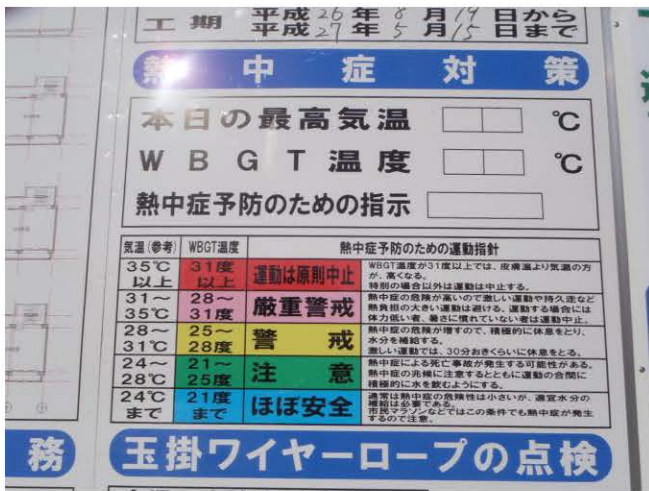 工期 平成26年8月19日から
平成27年5月15日まで
熱中症対策
本日の最高気温 ℃
WBGT温度 ℃
熱中症予防のための指示
気温(参考) WBGT温度 熱中症予防のための運動指針
35℃以上 31度以上 運動は原則中止
WBGT温度が31度以上では、皮膚温より気温の方
が、高くなる。
特別の場合以外は運動は中止する。
31～35℃ 28～31度 厳重警戒
熱中症の危険が高いので激しい運動や持久走など
熱負担の大きい運動は避ける。運動する場合には
体力低い者、暑さに慣れていない者は運動中止。
28～31℃ 25～28度 警戒
熱中症の危険が増すので、積極的に休息をとり、
水分を補給する。
激しい運動では、30分おきくらいに休息をとる。
24～28℃ 21～25度 注意
熱中症による死亡事故が発生する可能性がある。
熱中症の兆候に注意するとともに運動の合間に
積極的に水を飲むようにする。
24℃まで 21度まで ほぼ安全
通常は熱中症の危険性は小さいが、適宜水分の
補給は必要である。
市民マラソンなどではこの条件でも熱中症が発生
するので注意。
務
玉掛ワイヤーロープの点検